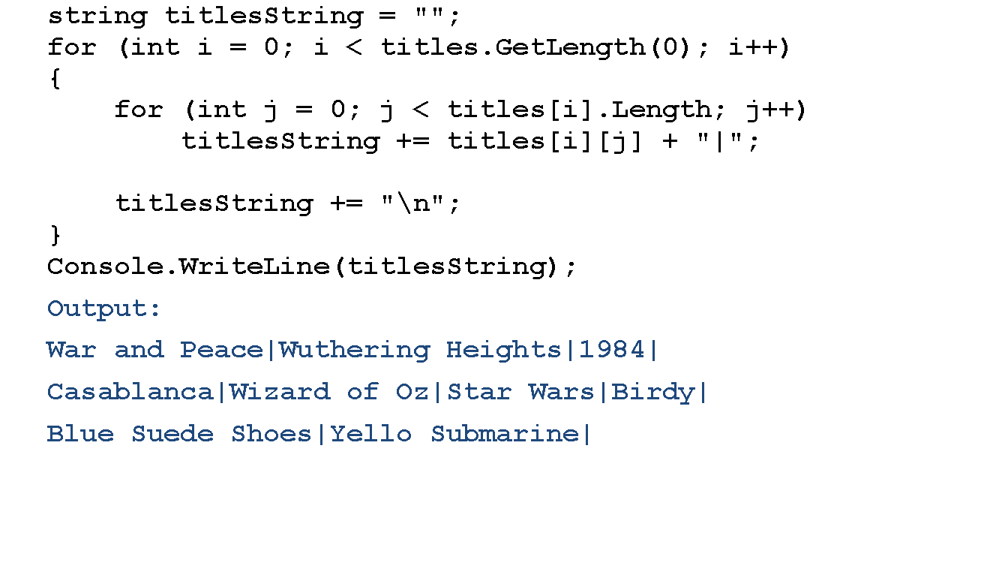 string titlesString = "";
for (int i = 0; i < titles.GetLength(0); i++)
{
    for (int j = 0; j < titles[i].Length; j++)
        titlesString += titles[i][j] + "|";
    titlesString += "\n";
}
Console.WriteLine(titlesString);
Output:
War and Peace|Wuthering Heights|1984|
Casablanca|Wizard of Oz|Star Wars|Birdy|
Blue Suede Shoes|Yello Submarine|